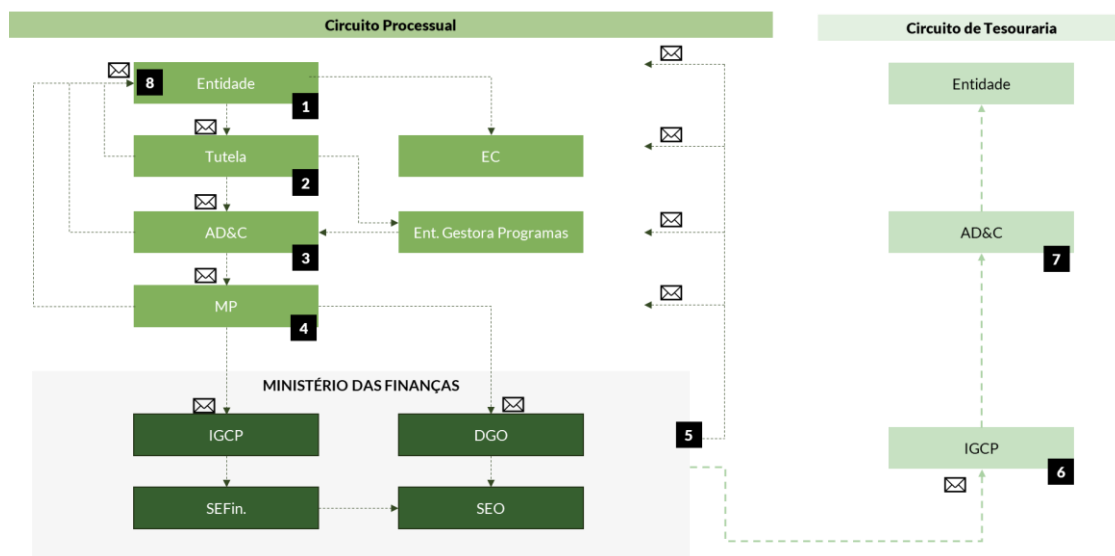 Circuito Processual
Circuito de Tesouraria
8
Entidade
1
Entidade
Tutela
2
EC
AD&C
3
Ent. Gestora Programas
AD&C
7
MP
4
MINISTÉRIO DAS FINANÇAS
IGCP
DGO
5
IGCP
6
SEFin.
SEO